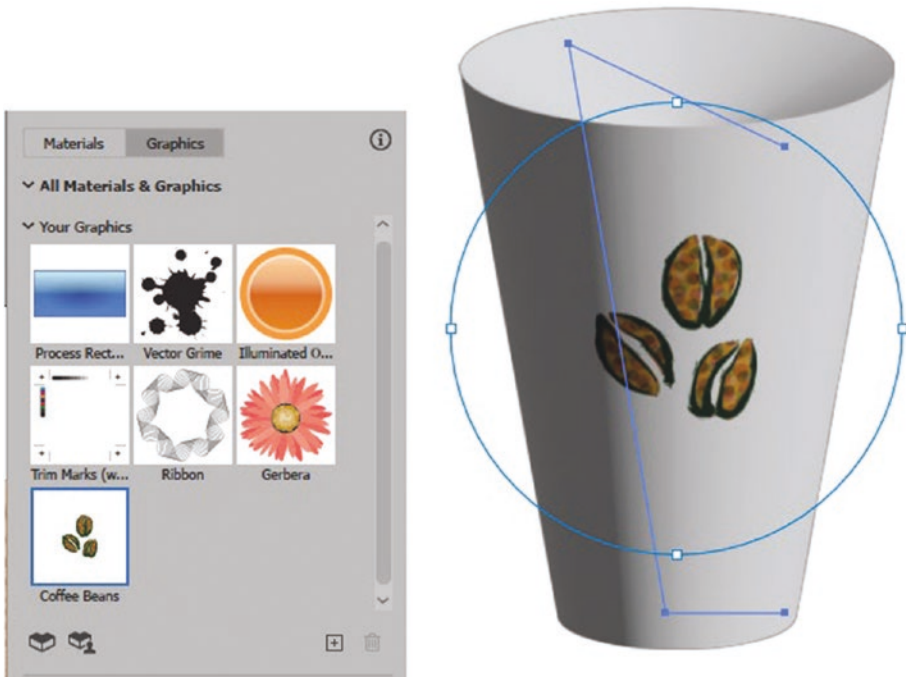 Materials Graphics
All Materials & Graphics
Your Graphics
Process Rect... Vector Grime Illuminated O...
Trim Marks (w... Ribbon Gerbera
Coffee Beans